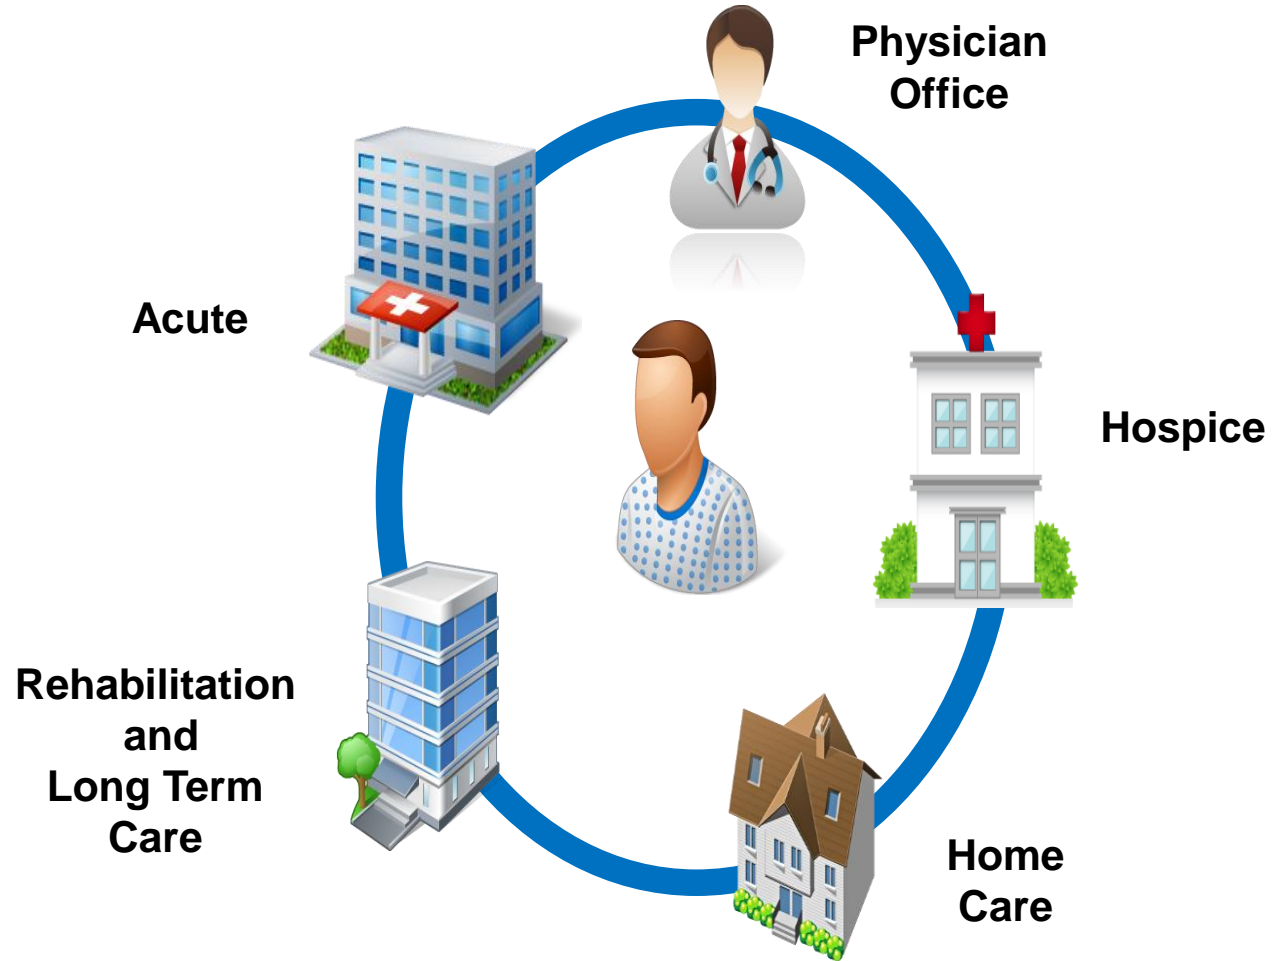 Physician
Office
Acute
Hospice
Rehabilitation
and
Long Term
Care
Home
Care